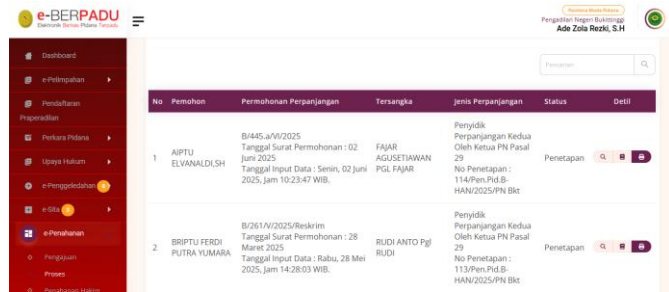 e-BERPADU
Elektronik Berkas Pidana Terpadu
Panitera Muda Pidana
Pengadilan Negeri Bukittinggi
Ade Zola Rezki, S.H
Dashboard
e-Pelimpahan
Pendaftaran
Praperadilan
Perkara Pidana
Upaya Hukum
e-Penggeledahan
e-Sita
e-Penahanan
Pengajuan
Proses
Penahanan Hakim
Pencarian
No Pemohon Permohonan Perpanjangan Tersangka Jenis Perpanjangan Status Detil
1
AIPTU
ELVANALDI,SH
B/445.a/VI/2025
Tanggal Surat Permohonan : 02
Juni 2025
Tanggal Input Data : Senin, 02 Juni
2025, Jam 10:23:47 WIB.
FAJAR
AGUSETIAWAN
PGL FAJAR
Penyidik
Perpanjangan Kedua
Oleh Ketua PN Pasal
29
No Penetapan :
114/Pen.Pid.B-
HAN/2025/PN Bkt
Penetapan
2
BRIPTU FERDI
PUTRA YUMARA
B/261/V/2025/Reskrim
Tanggal Surat Permohonan : 28
Maret 2025
Tanggal Input Data : Rabu, 28 Mei
2025, Jam 14:28:03 WIB.
RUDI ANTO Pgl
RUDI
Penyidik
Perpanjangan Kedua
Oleh Ketua PN Pasal
29
No Penetapan :
113/Pen.Pid.B-
HAN/2025/PN Bkt
Penetapan